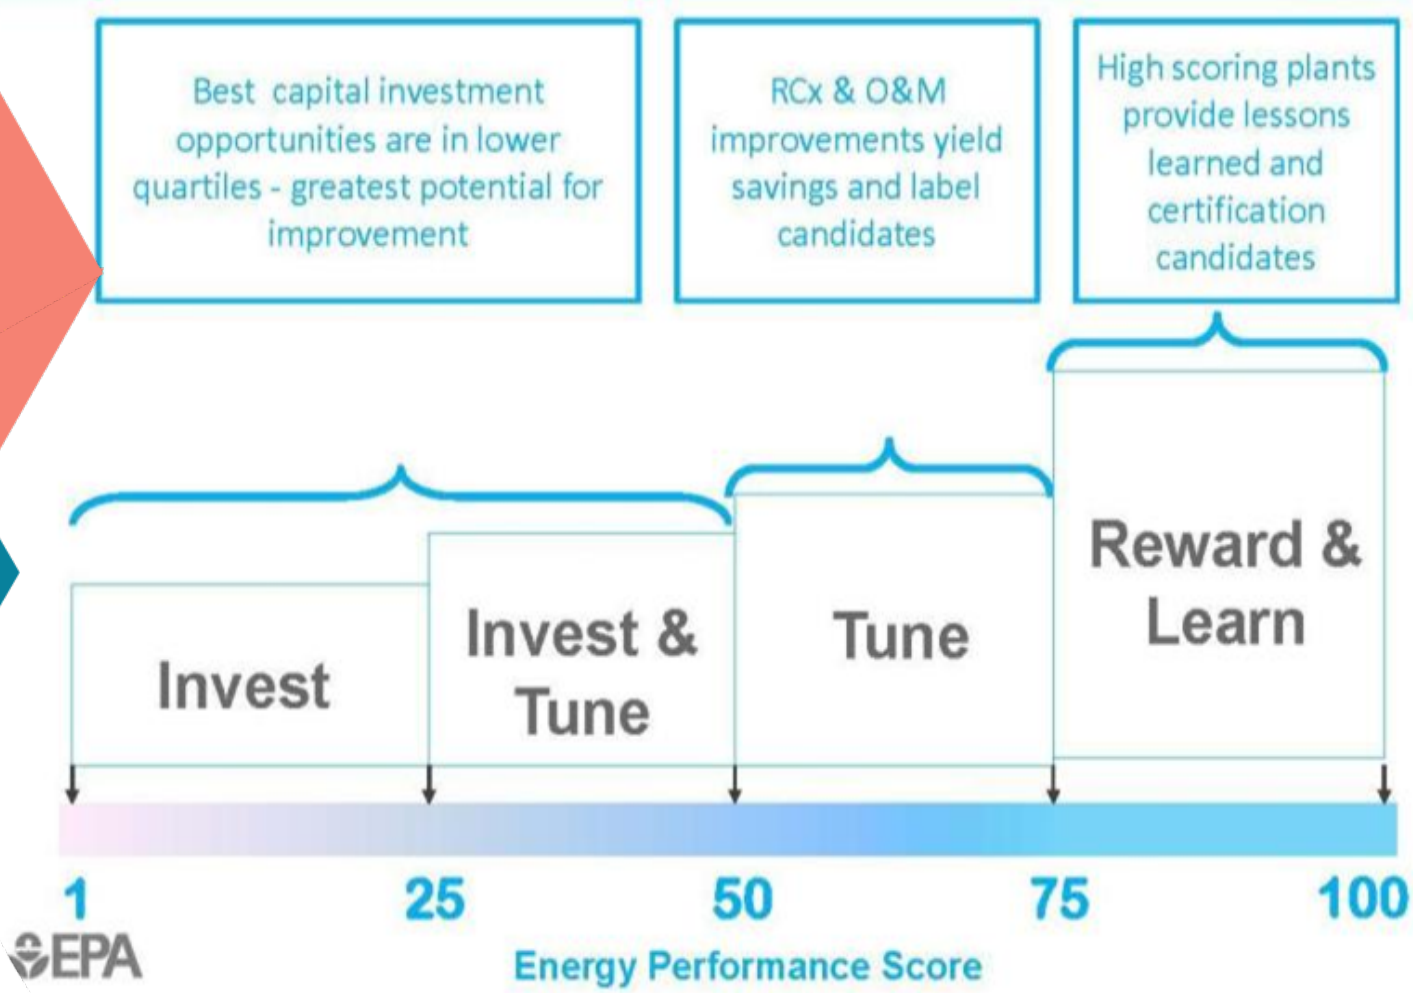 Best capital investment
opportunities are in lower
quartiles - greatest potential for
improvement
RCx & O&M
improvements yield
savings and label
candidates
High scoring plants
provide lessons
learned and
certification
candidates
Invest
Invest &
Tune
Tune
Reward &
Learn
1
25
50
75
100
EPA
Energy Performance Score